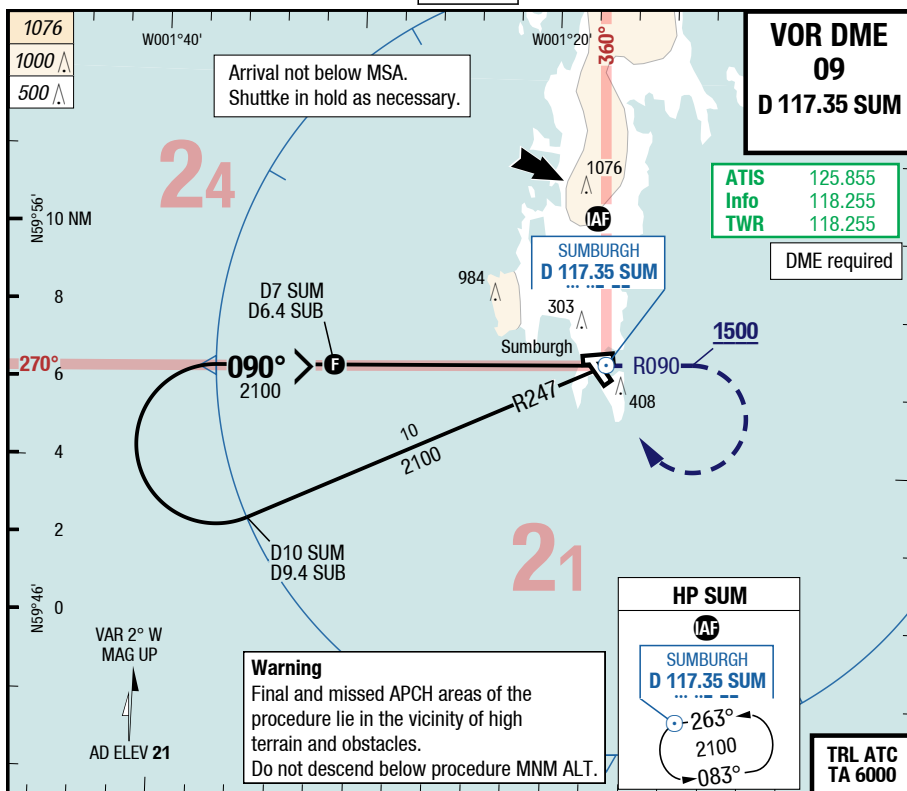 1076
1000
500
W001°40'
W001°20'
360°
VOR DME
09
D 117.35 SUM
Arrival not below MSA.
Shuttke in hold as necessary.
24
1076
IAF
ATIS 125.855
Info 118.255
TWR 118.255
N59°56'
10 NM
SUMBURGH
D 117.35 SUM
DME required
984
D7 SUM
D6.4 SUB
8
303
Sumburgh
1500
270°
090°
F
R090
6
2100
R247
408
10
2100
4
21
2
D10 SUM
D9.4 SUB
N59°46'
0
HP SUM
IAF
VAR 2° W
MAG UP
SUMBURGH
D 117.35 SUM
Warning
Final and missed APCH areas of the
procedure lie in the vicinity of high
terrain and obstacles.
Do not descend below procedure MNM ALT.
263°
2100
083°
AD ELEV 21
TRL ATC
TA 6000